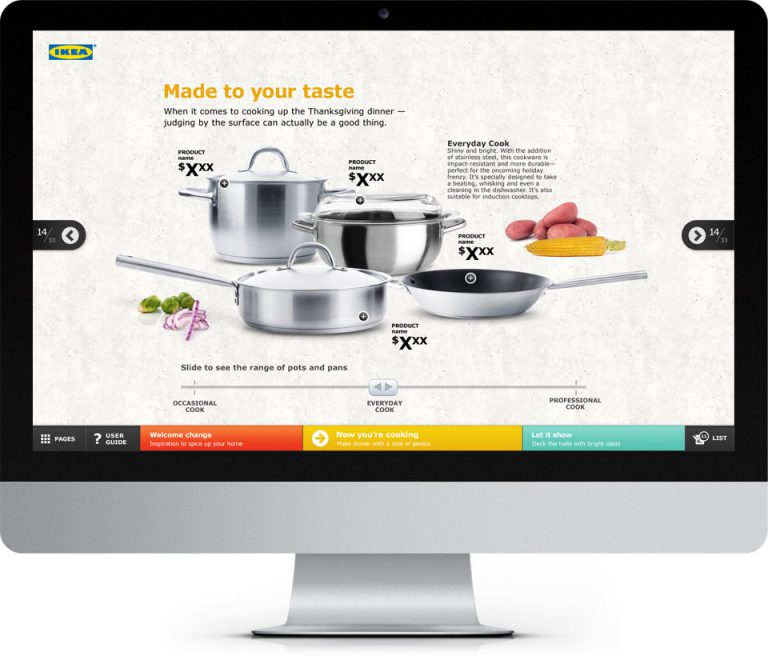 IKEA
Made to your taste
When it comes to cooking up the Thanksgiving dinner —
judging by the surface can actually be a good thing.
PRODUCT
name
$Xxx
PRODUCT
name
$Xxx
Everyday Cook
Shiny and bright. With the addition
of stainless steel, this cookware is
impact-resistant and more durable—
perfect for the oncoming holiday
frenzy. It's specially designed to take
a beating, whisking and even a
cleaning in the dishwasher. It's also
suitable for induction cooktops.
14/33
14/33
PRODUCT
name
$Xxx
PRODUCT
name
$Xxx
Slide to see the range of pots and pans
OCCASIONAL
COOK
EVERYDAY
COOK
PROFESSIONAL
COOK
PAGES
? USER
GUIDE
Welcome change
Inspiration to spice up your home
Now you're cooking
Make dinner with a side of genius
Let it show
Deck the halls with bright ideas
11
LIST